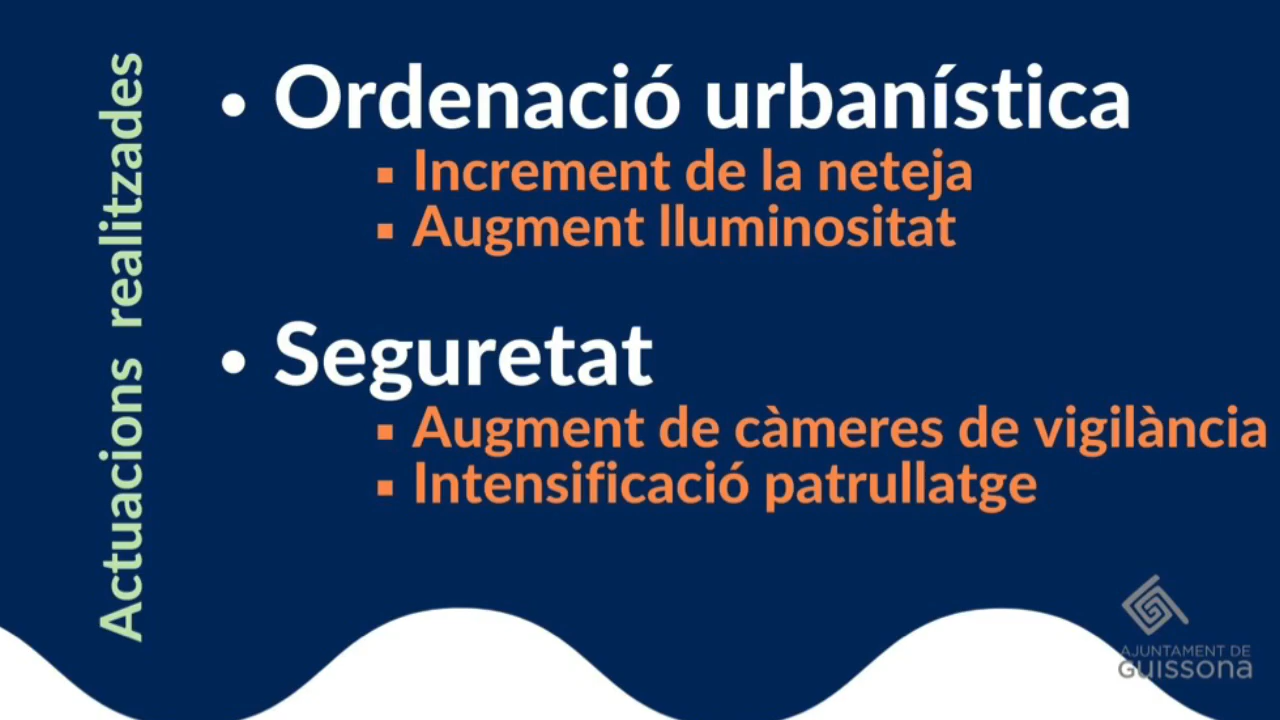 Actuacions realitzades
• Ordenació urbanística
▪ Increment de la neteja
▪ Augment lluminositat
• Seguretat
▪ Augment de càmeres de vigilància
▪ Intensificació patrullatge
AJUNTAMENT DE
GUISSONA